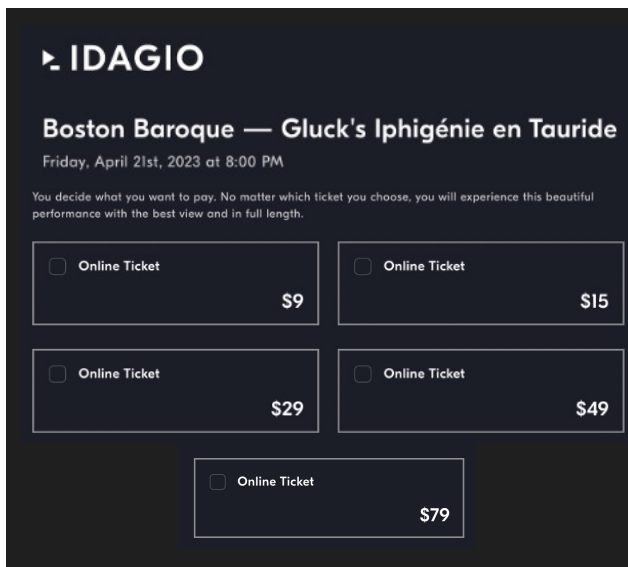 IDAGIO
Boston Baroque — Gluck's Iphigénie en Tauride
Friday, April 21st, 2023 at 8:00 PM
You decide what you want to pay. No matter which ticket you choose, you will experience this beautiful
performance with the best view and in full length.
Online Ticket
$9
Online Ticket
$15
Online Ticket
$29
Online Ticket
$49
Online Ticket
$79